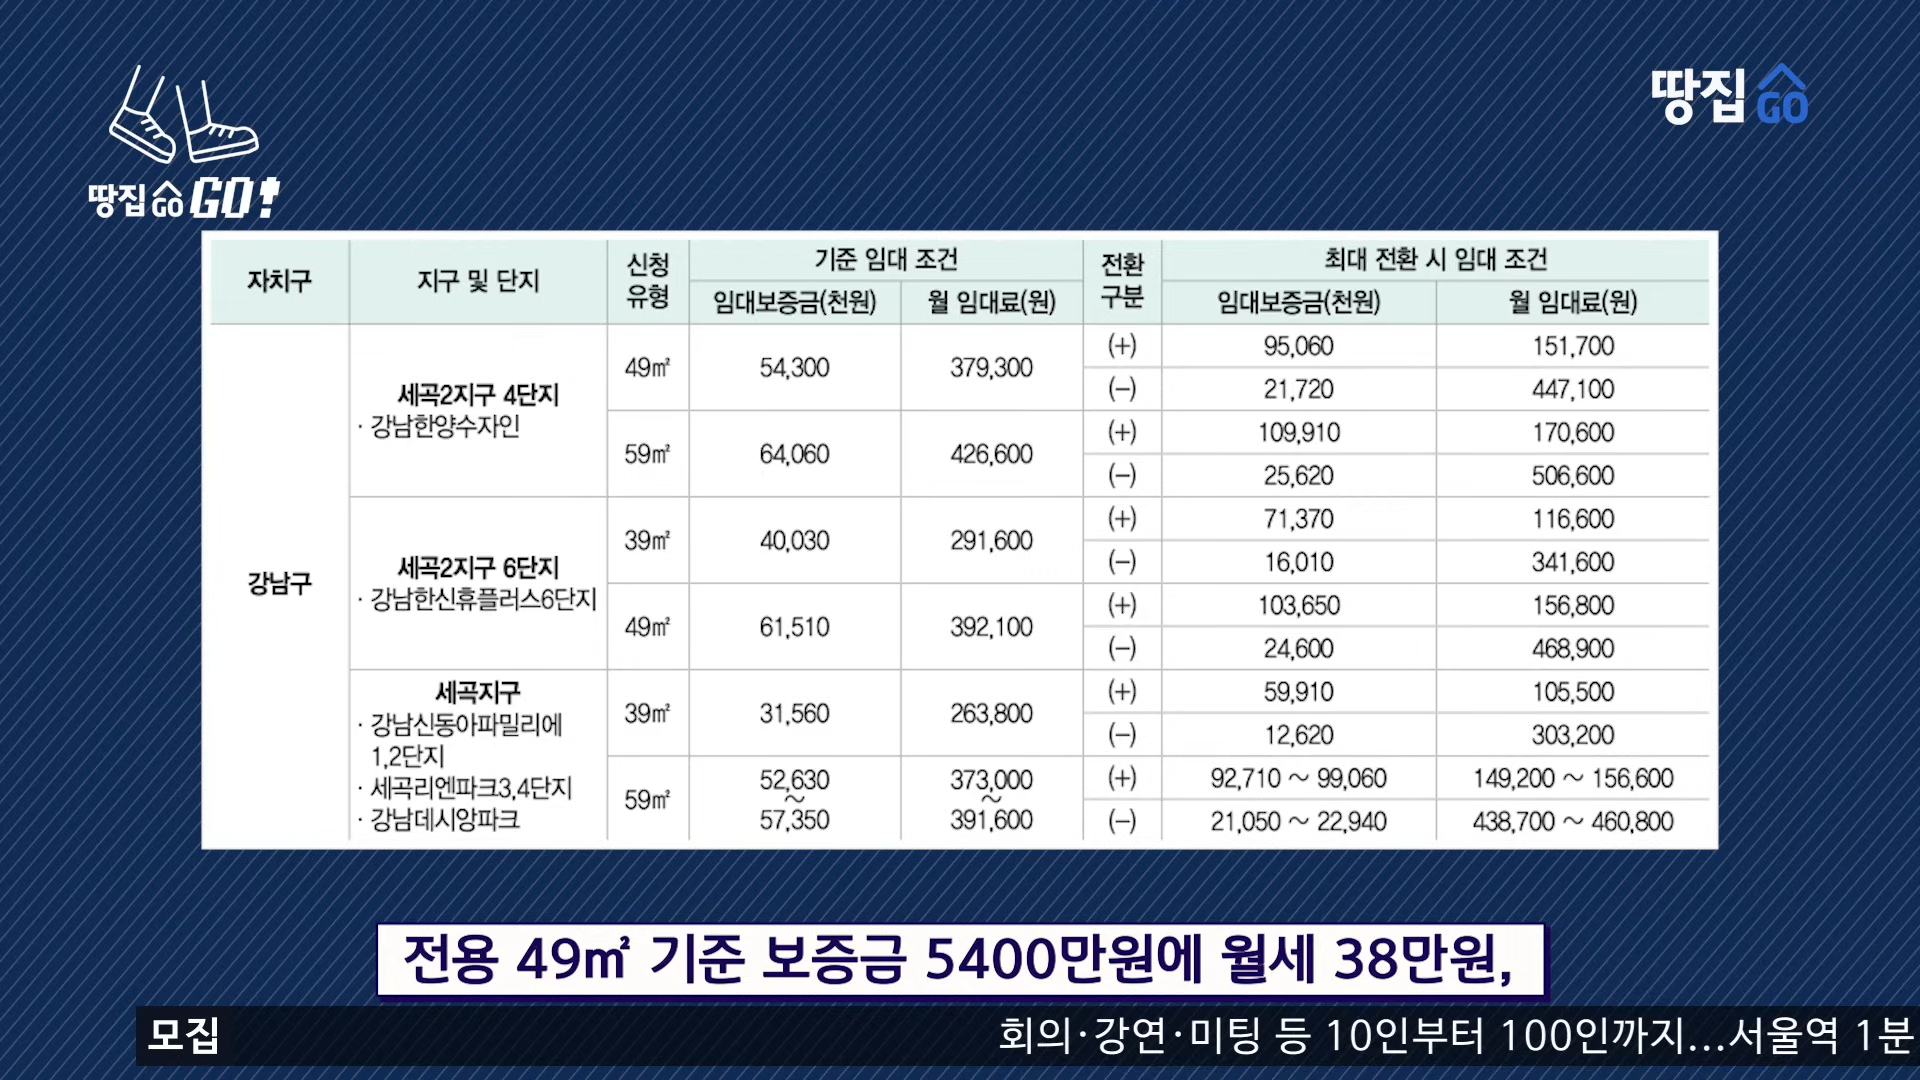 땅집GO
땅집GO GO!
자치구 지구 및 단지 신청 유형 기준 임대 조건 전환 구분 최대 전환 시 임대 조건
임대보증금(천원) 월 임대료(원) 임대보증금(천원) 월 임대료(원)
강남구
세곡2지구 4단지
· 강남한양수자인
49㎡ 54,300 379,300 (+) 95,060 151,700
(−) 21,720 447,100
59㎡ 64,060 426,600 (+) 109,910 170,600
(−) 25,620 506,600
세곡2지구 6단지
· 강남한신휴플러스6단지
39㎡ 40,030 291,600 (+) 71,370 116,600
(−) 16,010 341,600
49㎡ 61,510 392,100 (+) 103,650 156,800
(−) 24,600 468,900
세곡지구
· 강남신동아파밀리에
1,2단지
· 세곡리엔파크3,4단지
· 강남데시앙파크
39㎡ 31,560 263,800 (+) 59,910 105,500
(−) 12,620 303,200
59㎡ 52,630 ~ 57,350 373,000 ~ 391,600 (+) 92,710 ~ 99,060 149,200 ~ 156,600
(−) 21,050 ~ 22,940 438,700 ~ 460,800
전용 49㎡ 기준 보증금 5400만원에 월세 38만원,
모집 회의·강연·미팅 등 10인부터 100인까지...서울역 1분